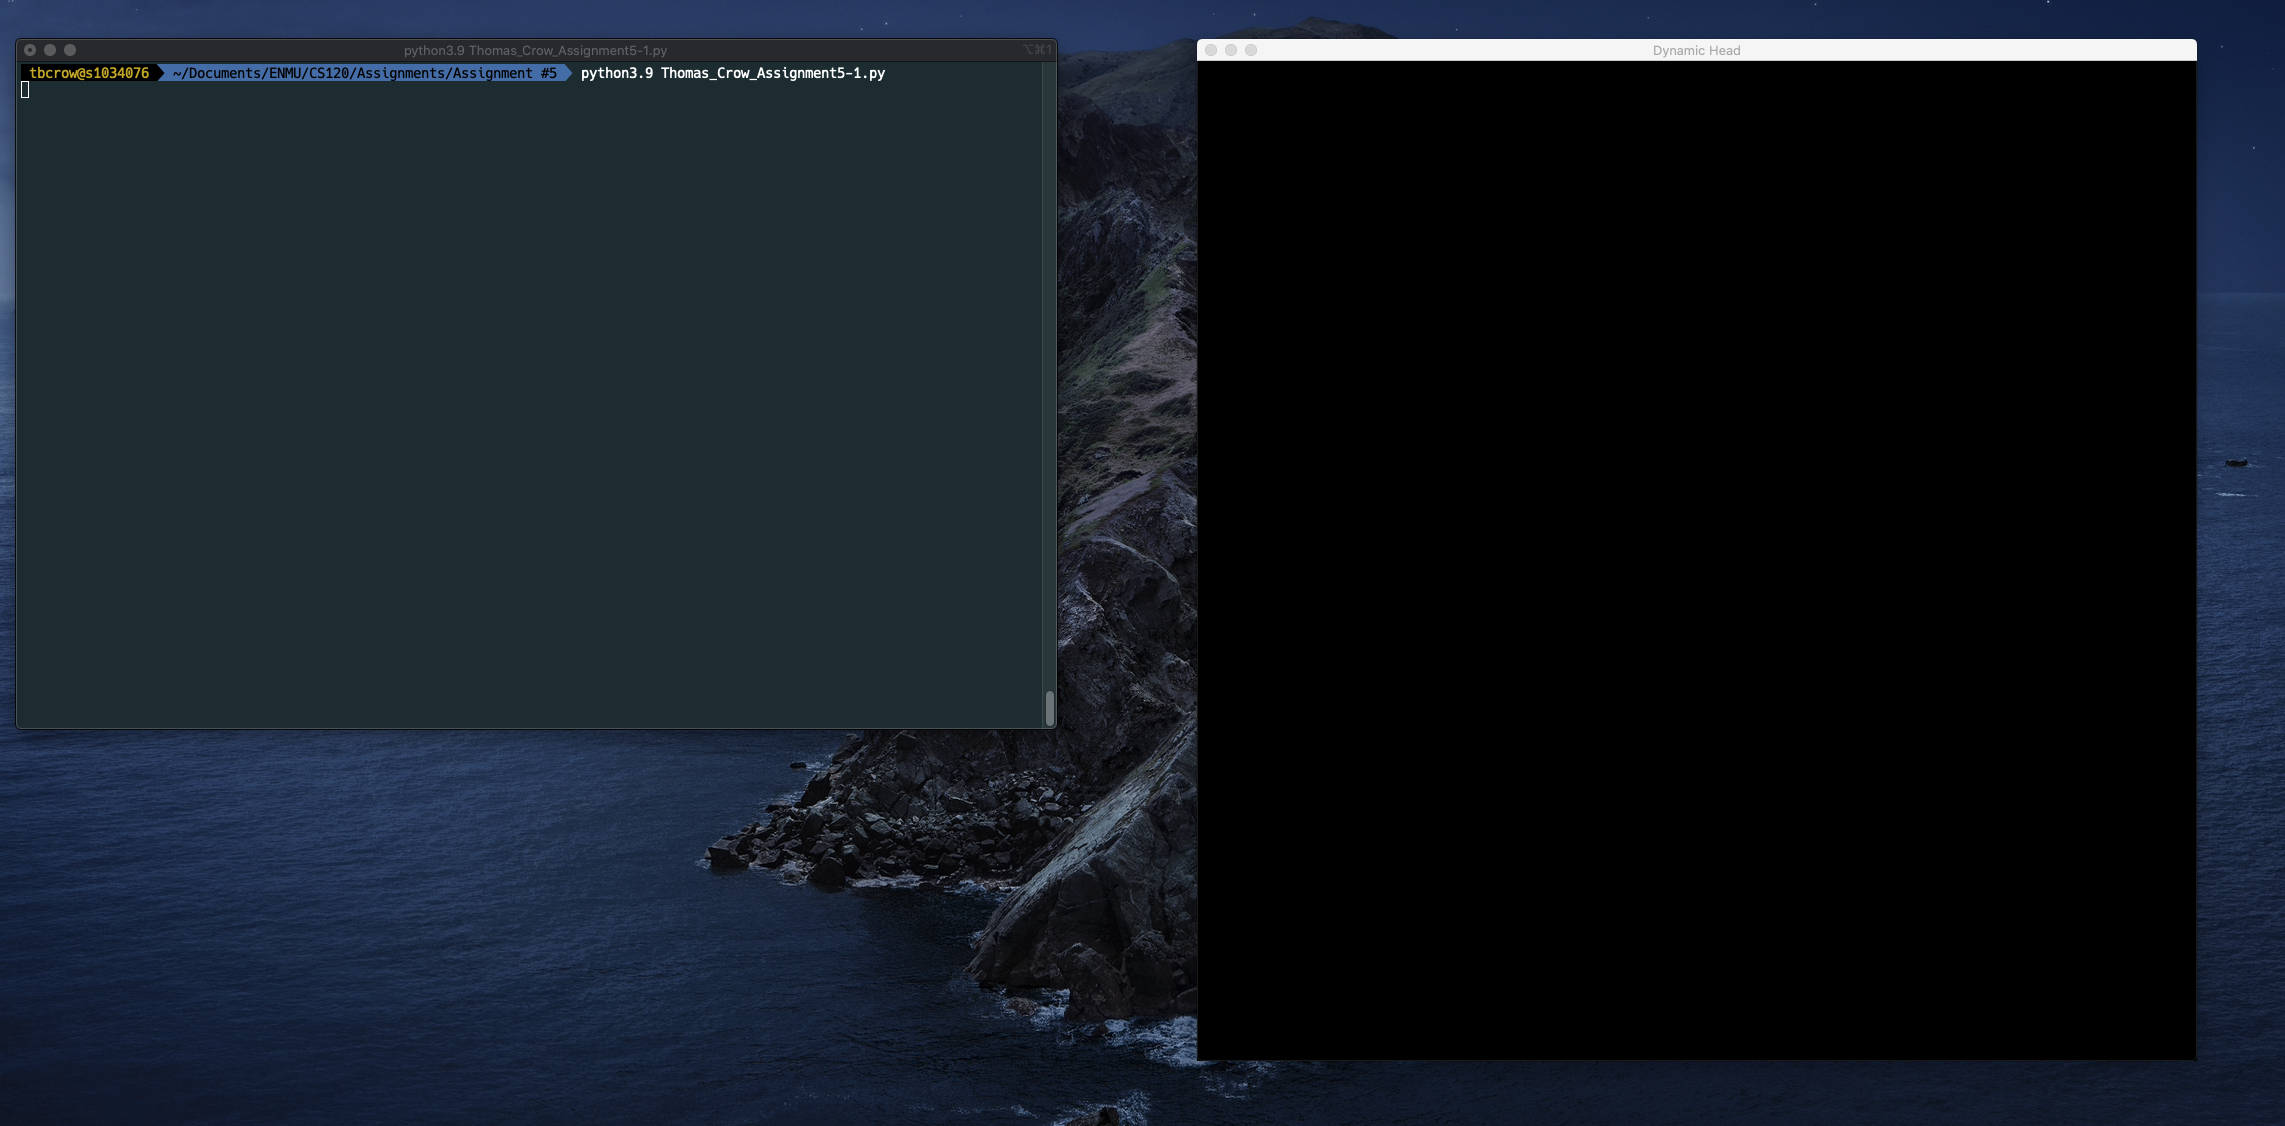 python3.9 Thomas_Crow_Assignment5-1.py
⌥⌘1
tbcrow@s1034076 ~/Documents/ENMU/CS120/Assignments/Assignment #5 python3.9 Thomas_Crow_Assignment5-1.py
Dynamic Head